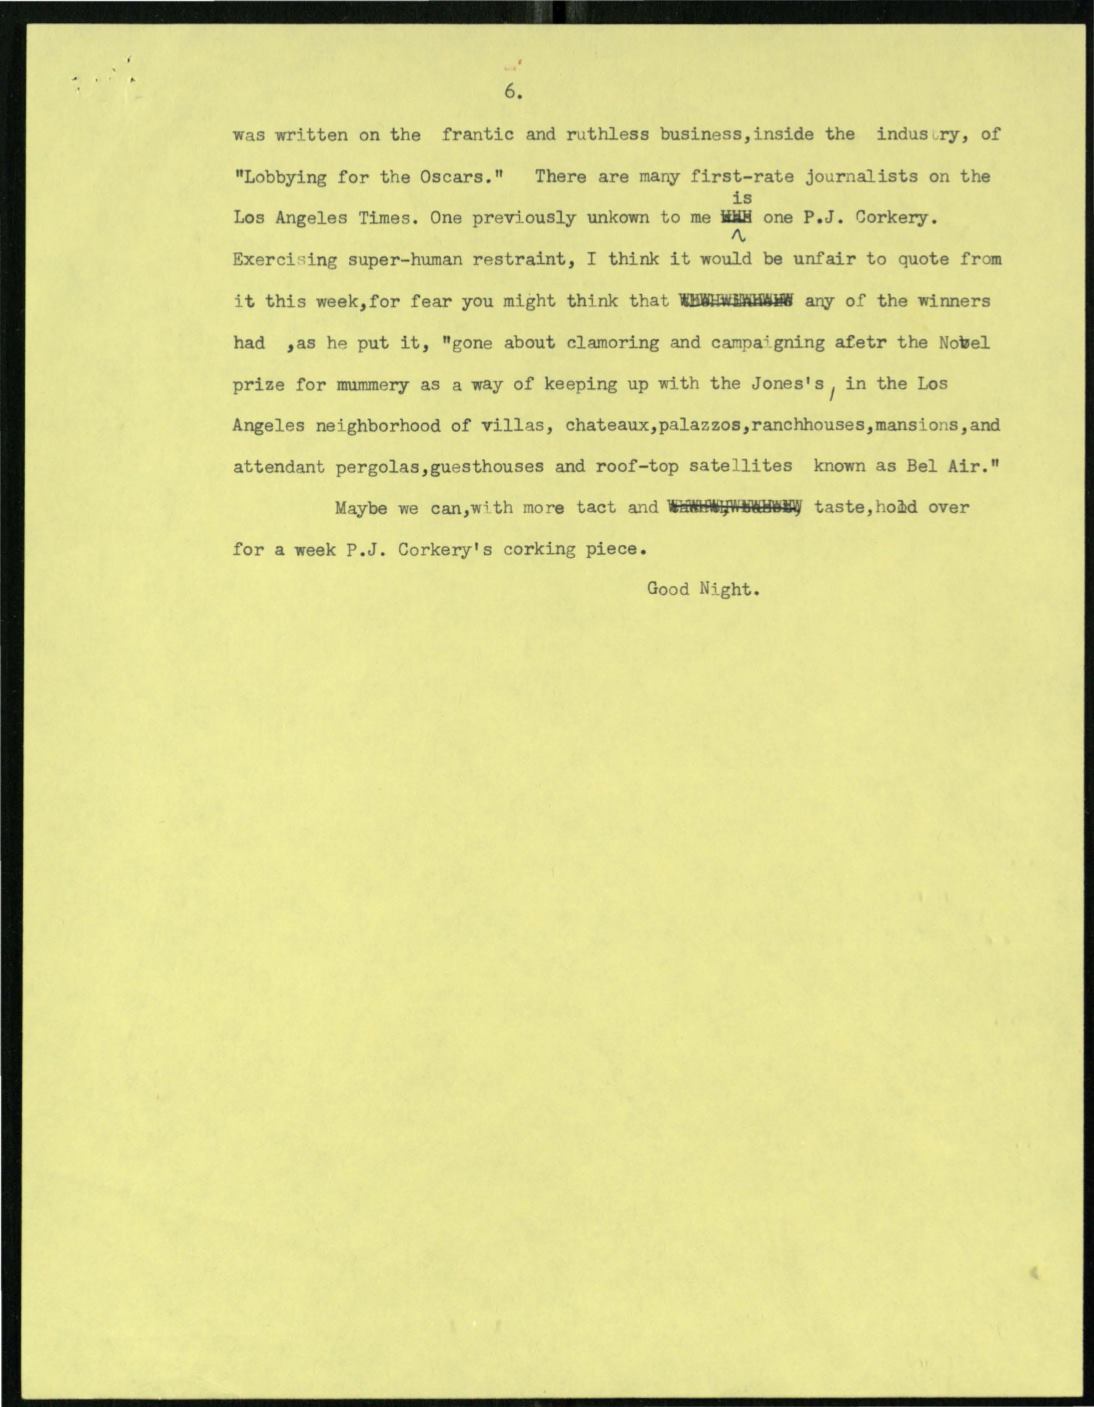 6.
was written on the frantic and ruthless business,inside the industry, of
"Lobbying for the Oscars." There are many first-rate journalists on the
is
Los Angeles Times. One previously unkown to me one P.J. Corkery.
Exercising super-human restraint, I think it would be unfair to quote from
it this week,for fear you might think that any of the winners
had ,as he put it, "gone about clamoring and campaigning afetr the Nobel
prize for mummery as a way of keeping up with the Jones's, in the Los
Angeles neighborhood of villas, chateaux,palazzos,ranchhouses,mansions,and
attendant pergolas,guesthouses and roof-top satellites known as Bel Air."
Maybe we can,with more tact and taste,hold over
for a week P.J. Corkery's corking piece.
Good Night.